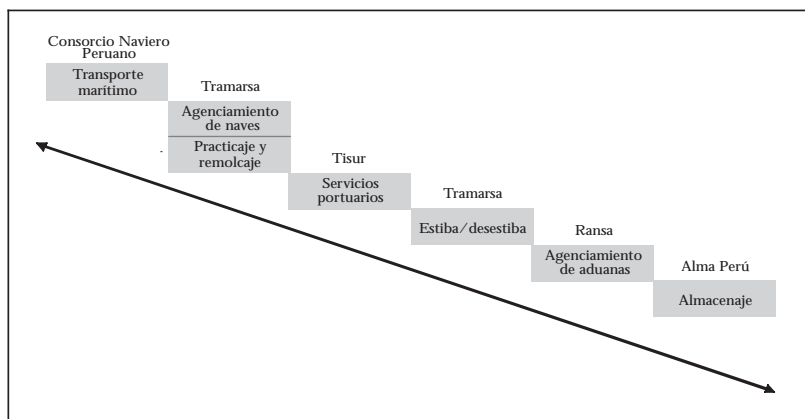 Consorcio Naviero
Peruano
Transporte
marítimo
Tramarsa
Agenciamiento
de naves
Practicaje y
remolcaje
Tisur
Servicios
portuarios
Tramarsa
Estiba/desestiba
Ransa
Agenciamiento
de aduanas
Alma Perú
Almacenaje